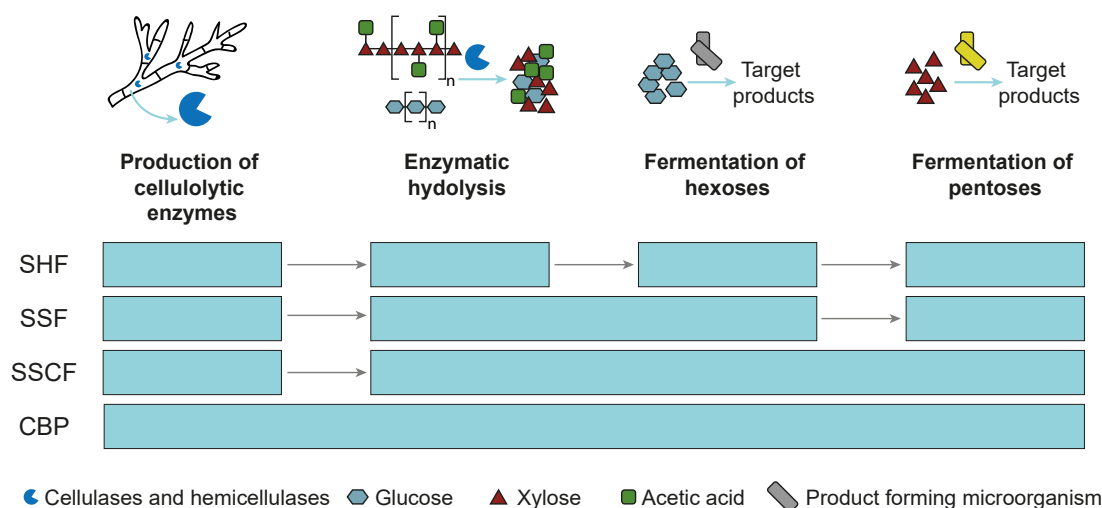 n
n
Target
products
Target
products
Production of
cellulolytic
enzymes
Enzymatic
hydolysis
Fermentation of
hexoses
Fermentation of
pentoses
SHF
SSF
SSCF
CBP
Cellulases and hemicellulases
Glucose
Xylose
Acetic acid
Product forming microorganism